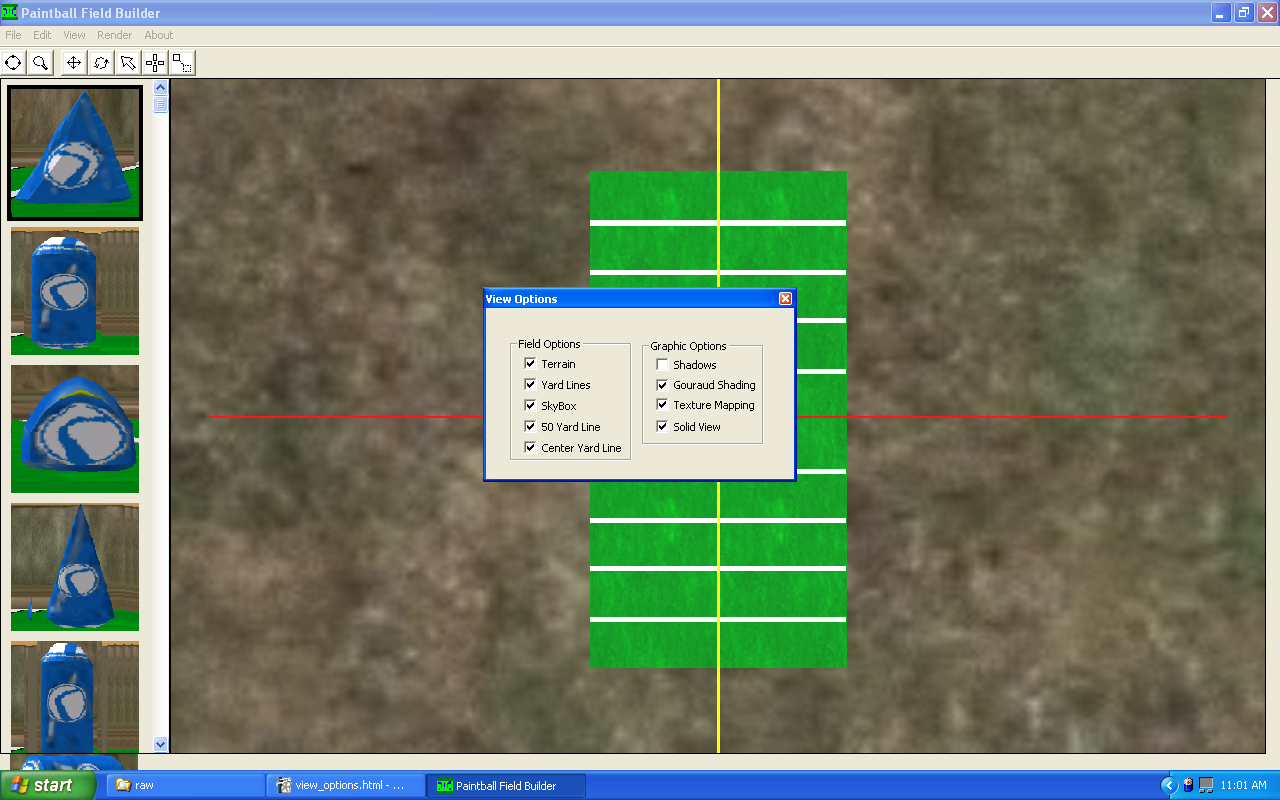 Paintball Field Builder
File Edit View Render About
View Options
Field Options
Terrain
Yard Lines
SkyBox
50 Yard Line
Center Yard Line
Graphic Options
Shadows
Gouraud Shading
Texture Mapping
Solid View
start raw view_options.html - ... Paintball Field Builder 11:01 AM